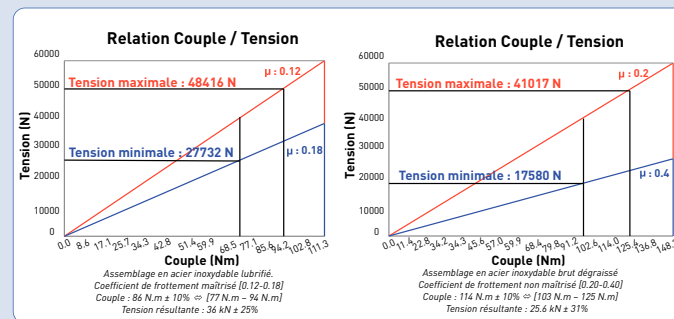 Relation Couple / Tension
60000
50000
40000
30000
20000
10000
0
Tension (N)
Tension maximale : 48416 N
µ : 0.12
Tension minimale : 27732 N
µ : 0.18
0.0 8.6 17.1 25.7 34.3 42.8 51.4 59.9 68.5 77.1 85.6 94.2 102.8 111.3
Couple (Nm)
Assemblage en acier inoxydable lubrifié.
Coefficient de frottement maîtrisé [0.12-0.18]
Couple : 86 N.m ± 10% ⇔ [77 N.m – 94 N.m]
Tension résultante : 36 kN ± 25%
Relation Couple / Tension
60000
50000
40000
30000
20000
10000
0
Tension (N)
Tension maximale : 41017 N
µ : 0.2
Tension minimale : 17580 N
µ : 0.4
0.0 11.4 22.8 34.2 34.3 45.6 57.0 59.9 68.4 79.8 91.2 102.6 114.0 125.6 136.8 148.
Couple (Nm)
Assemblage en acier inoxydable brut dégraissé
Coefficient de frottement non maîtrisé [0.20-0.40]
Couple : 114 N.m ± 10% ⇔ [103 N.m – 125 N.m]
Tension résultante : 25.6 kN ± 31%